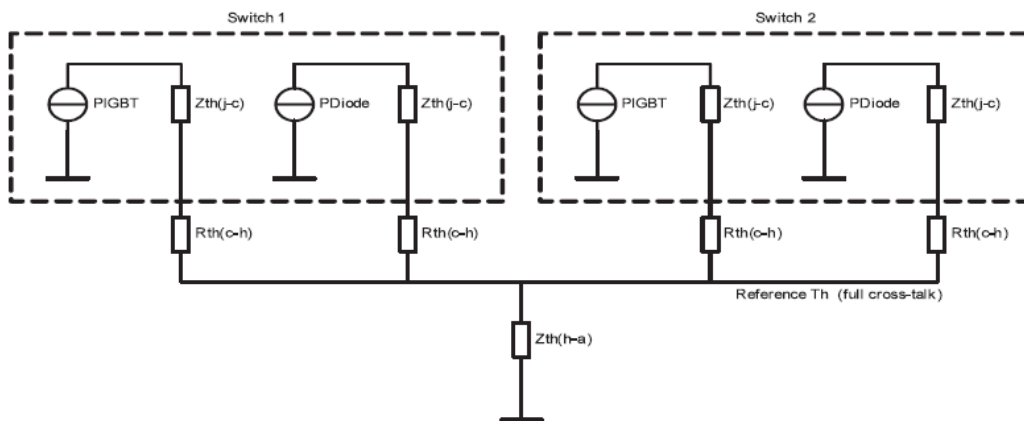 Switch 1
Switch 2
PIGBT
Zth(j-c)
PDiode
Zth(j-c)
PIGBT
Zth(j-c)
PDiode
Zth(j-c)
Rth(c-h)
Rth(c-h)
Rth(c-h)
Rth(c-h)
Reference Th (full cross-talk)
Zth(h-a)